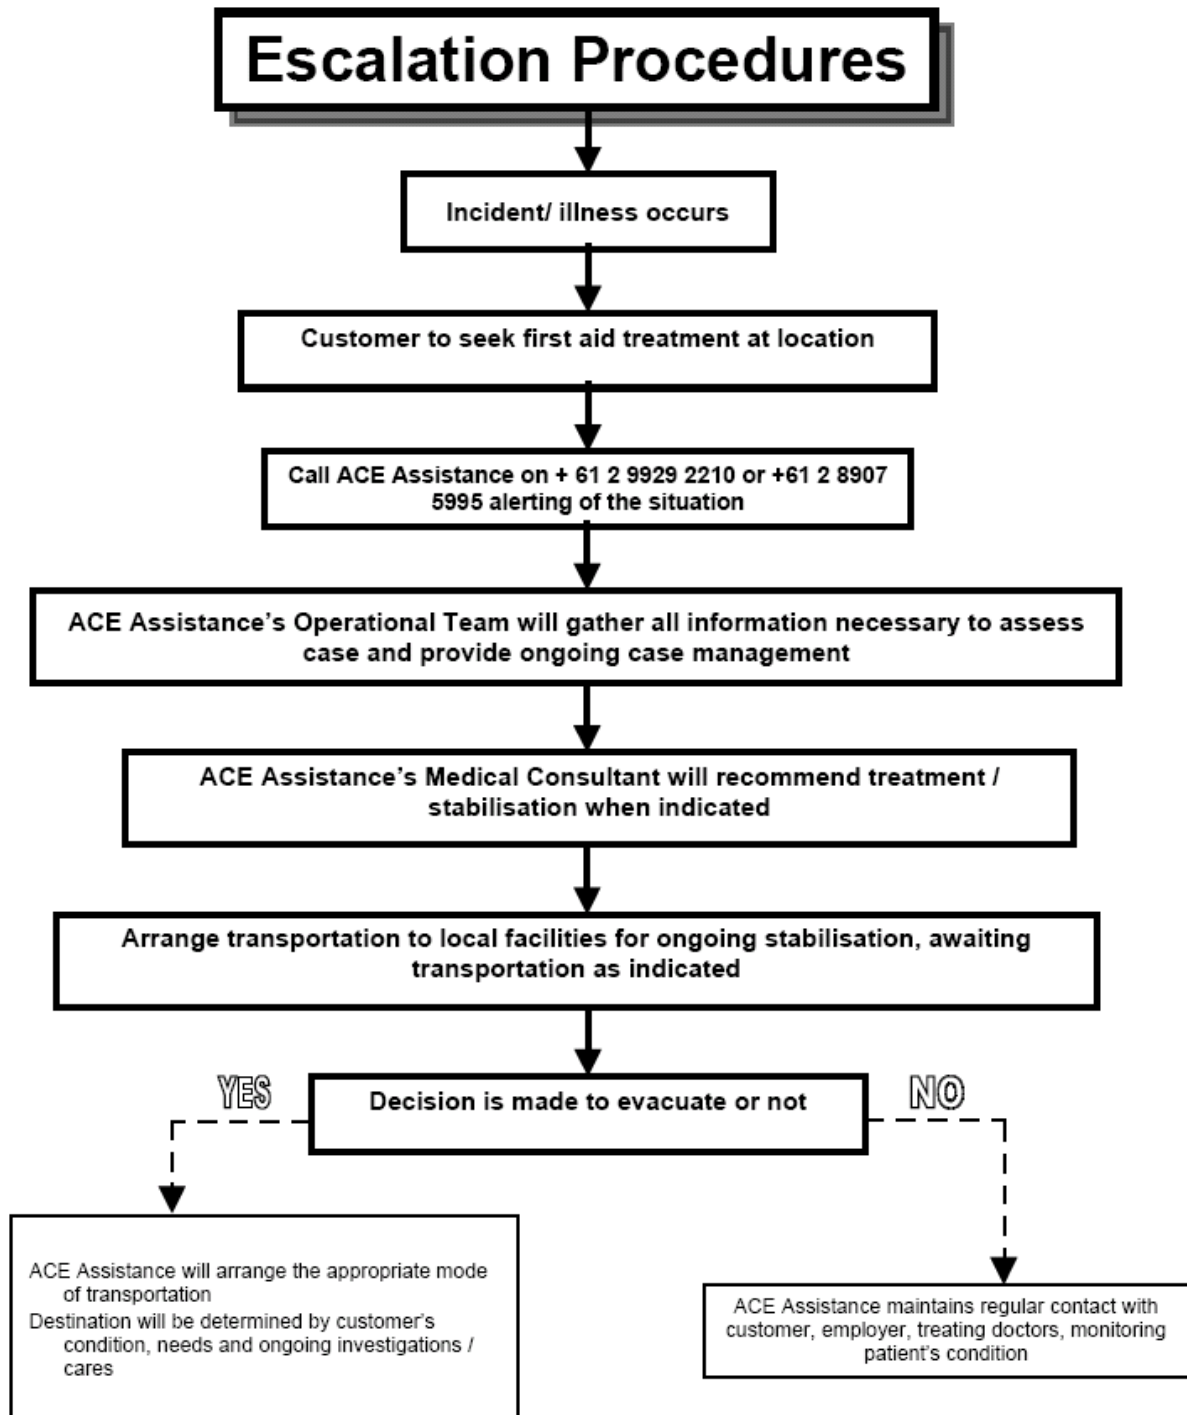 Escalation Procedures
Incident/ illness occurs
Customer to seek first aid treatment at location
Call ACE Assistance on + 61 2 9929 2210 or +61 2 8907
5995 alerting of the situation
ACE Assistance’s Operational Team will gather all information necessary to assess
case and provide ongoing case management
ACE Assistance’s Medical Consultant will recommend treatment /
stabilisation when indicated
Arrange transportation to local facilities for ongoing stabilisation, awaiting
transportation as indicated
Decision is made to evacuate or not
YES
NO
ACE Assistance will arrange the appropriate mode
of transportation
Destination will be determined by customer’s
condition, needs and ongoing investigations /
cares
ACE Assistance maintains regular contact with
customer, employer, treating doctors, monitoring
patient’s condition